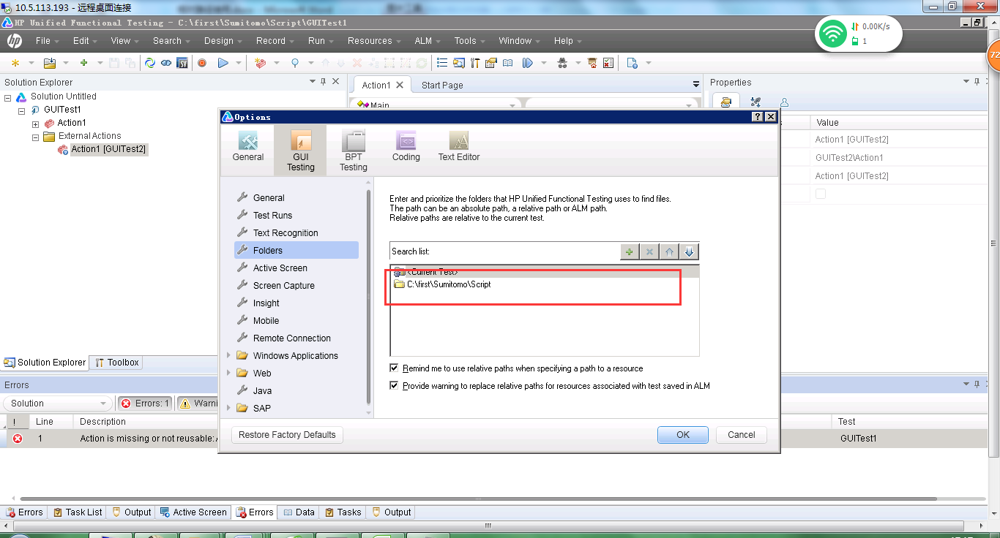 10.5.113.193 - 远程桌面连接
HP Unified Functional Testing - C:\first\Sumitomo\Script\GUITest1
0.00K/s
1
72
hp
File Edit View Search Design Record Run Resources ALM Tools Window Help
SV
Solution Explorer
Action1
Start Page
Properties
Solution Untitled
GUITest1
Action1
External Actions
Action1 [GUITest2]
Main
Value
Action1 [GUITest2]
GUITest2\Action1
Action1 [GUITest2]
Options
General
GUI Testing
BPT Testing
Coding
Text Editor
General
Test Runs
Text Recognition
Folders
Active Screen
Screen Capture
Insight
Mobile
Remote Connection
Windows Applications
Web
Java
SAP
Enter and prioritize the folders that HP Unified Functional Testing uses to find files.
The path can be an absolute path, a relative path or ALM path.
Relative paths are relative to the current test.
Search list:
<Current Test>
C:\first\Sumitomo\Script
Remind me to use relative paths when specifying a path to a resource
Provide warning to replace relative paths for resources associated with test saved in ALM
Restore Factory Defaults
OK
Cancel
Solution Explorer
Toolbox
Errors
Solution
Errors: 1
Warni
! Line Description Test
1 Action is missing or not reusable: GUITest1
Errors Task List Output Active Screen Errors Data Tasks Output